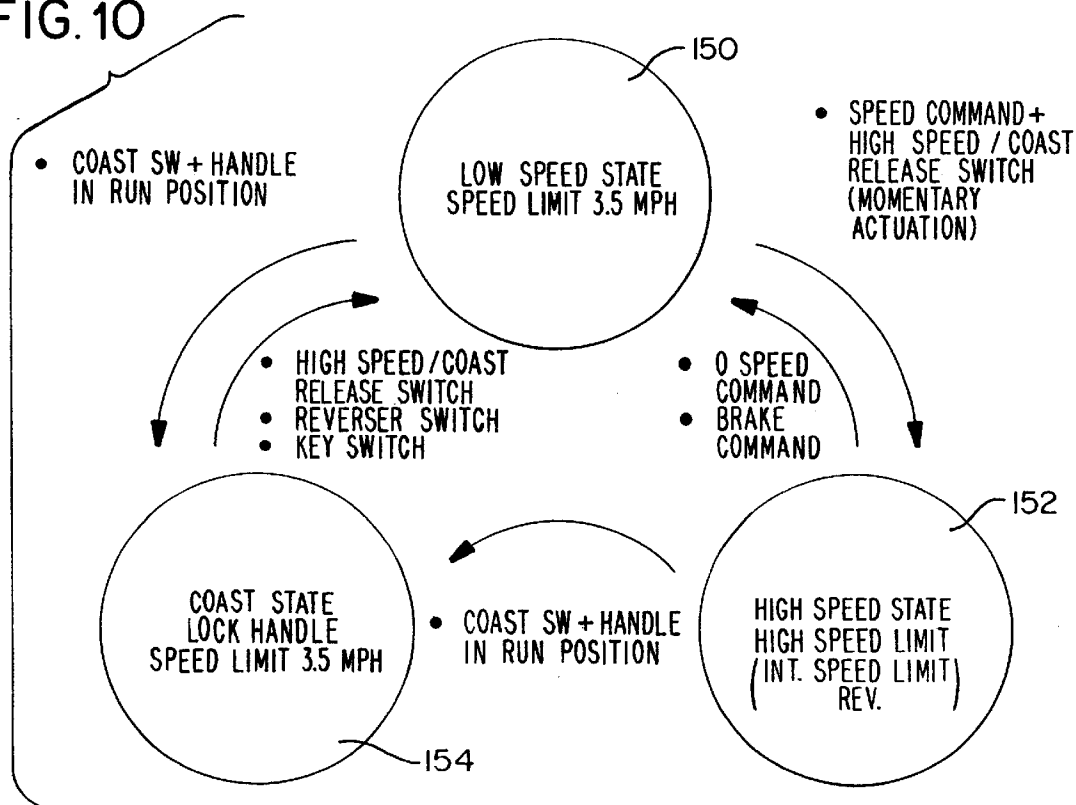 FIG. 10
150
• SPEED COMMAND +
HIGH SPEED / COAST
RELEASE SWITCH
(MOMENTARY
ACTUATION)
• COAST SW + HANDLE
IN RUN POSITION
LOW SPEED STATE
SPEED LIMIT 3.5 MPH
• HIGH SPEED / COAST
RELEASE SWITCH
• REVERSER SWITCH
• KEY SWITCH
• 0 SPEED
COMMAND
• BRAKE
COMMAND
152
COAST STATE
LOCK HANDLE
SPEED LIMIT 3.5 MPH
• COAST SW + HANDLE
IN RUN POSITION
HIGH SPEED STATE
HIGH SPEED LIMIT
(INT. SPEED LIMIT)
REV.
154